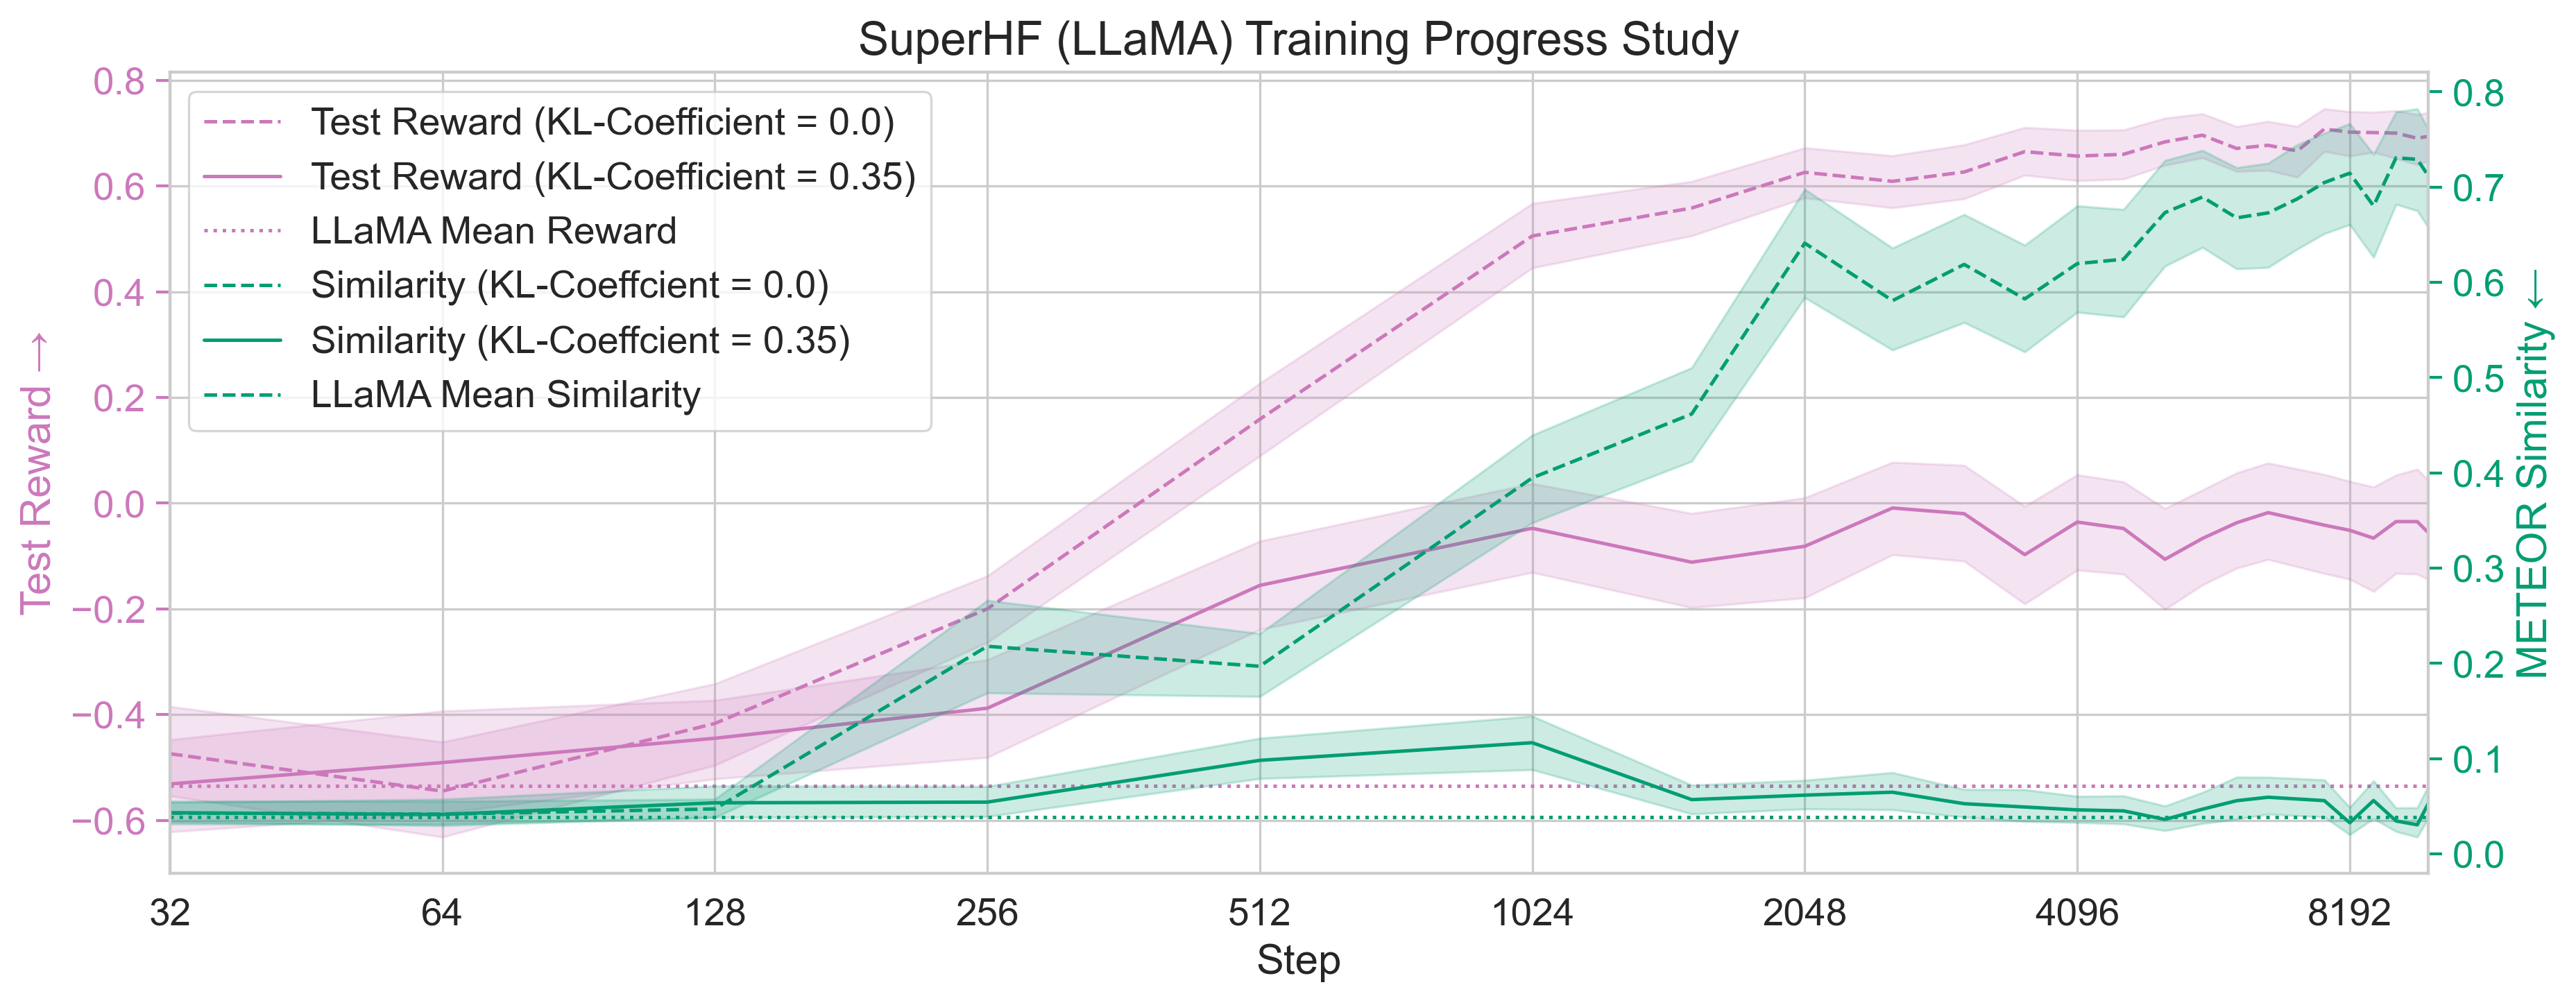 SuperHF (LLaMA) Training Progress Study
Test Reward (KL-Coefficient = 0.0)
Test Reward (KL-Coefficient = 0.35)
LLaMA Mean Reward
Similarity (KL-Coeffcient = 0.0)
Similarity (KL-Coeffcient = 0.35)
LLaMA Mean Similarity
Test Reward →
0.8
0.6
0.4
0.2
0.0
−0.2
−0.4
−0.6
0.8
0.7
0.6
0.5
0.4
0.3
0.2
0.1
0.0
METEOR Similarity ←
32 64 128 256 512 1024 2048 4096 8192
Step